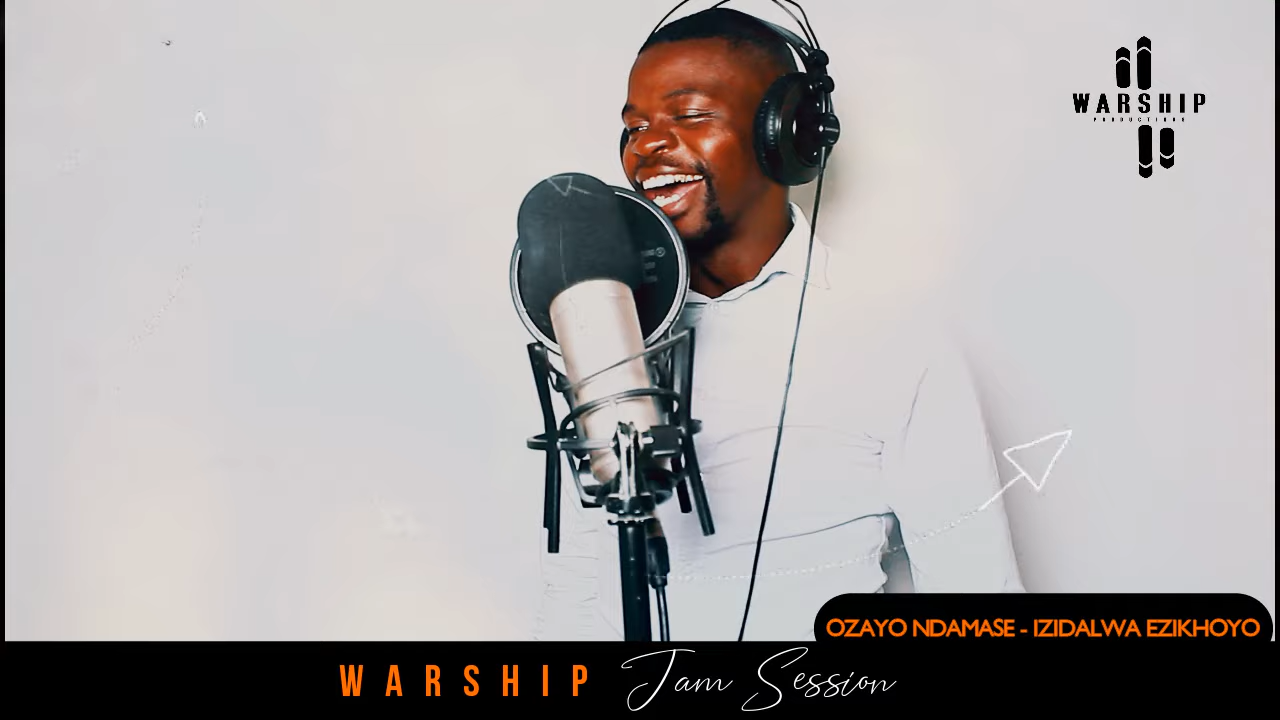 WARSHIP
PRODUCTIONS
OZAYO NDAMASE - IZIDALWA EZIKHOYO
WARSHIP Jam Session